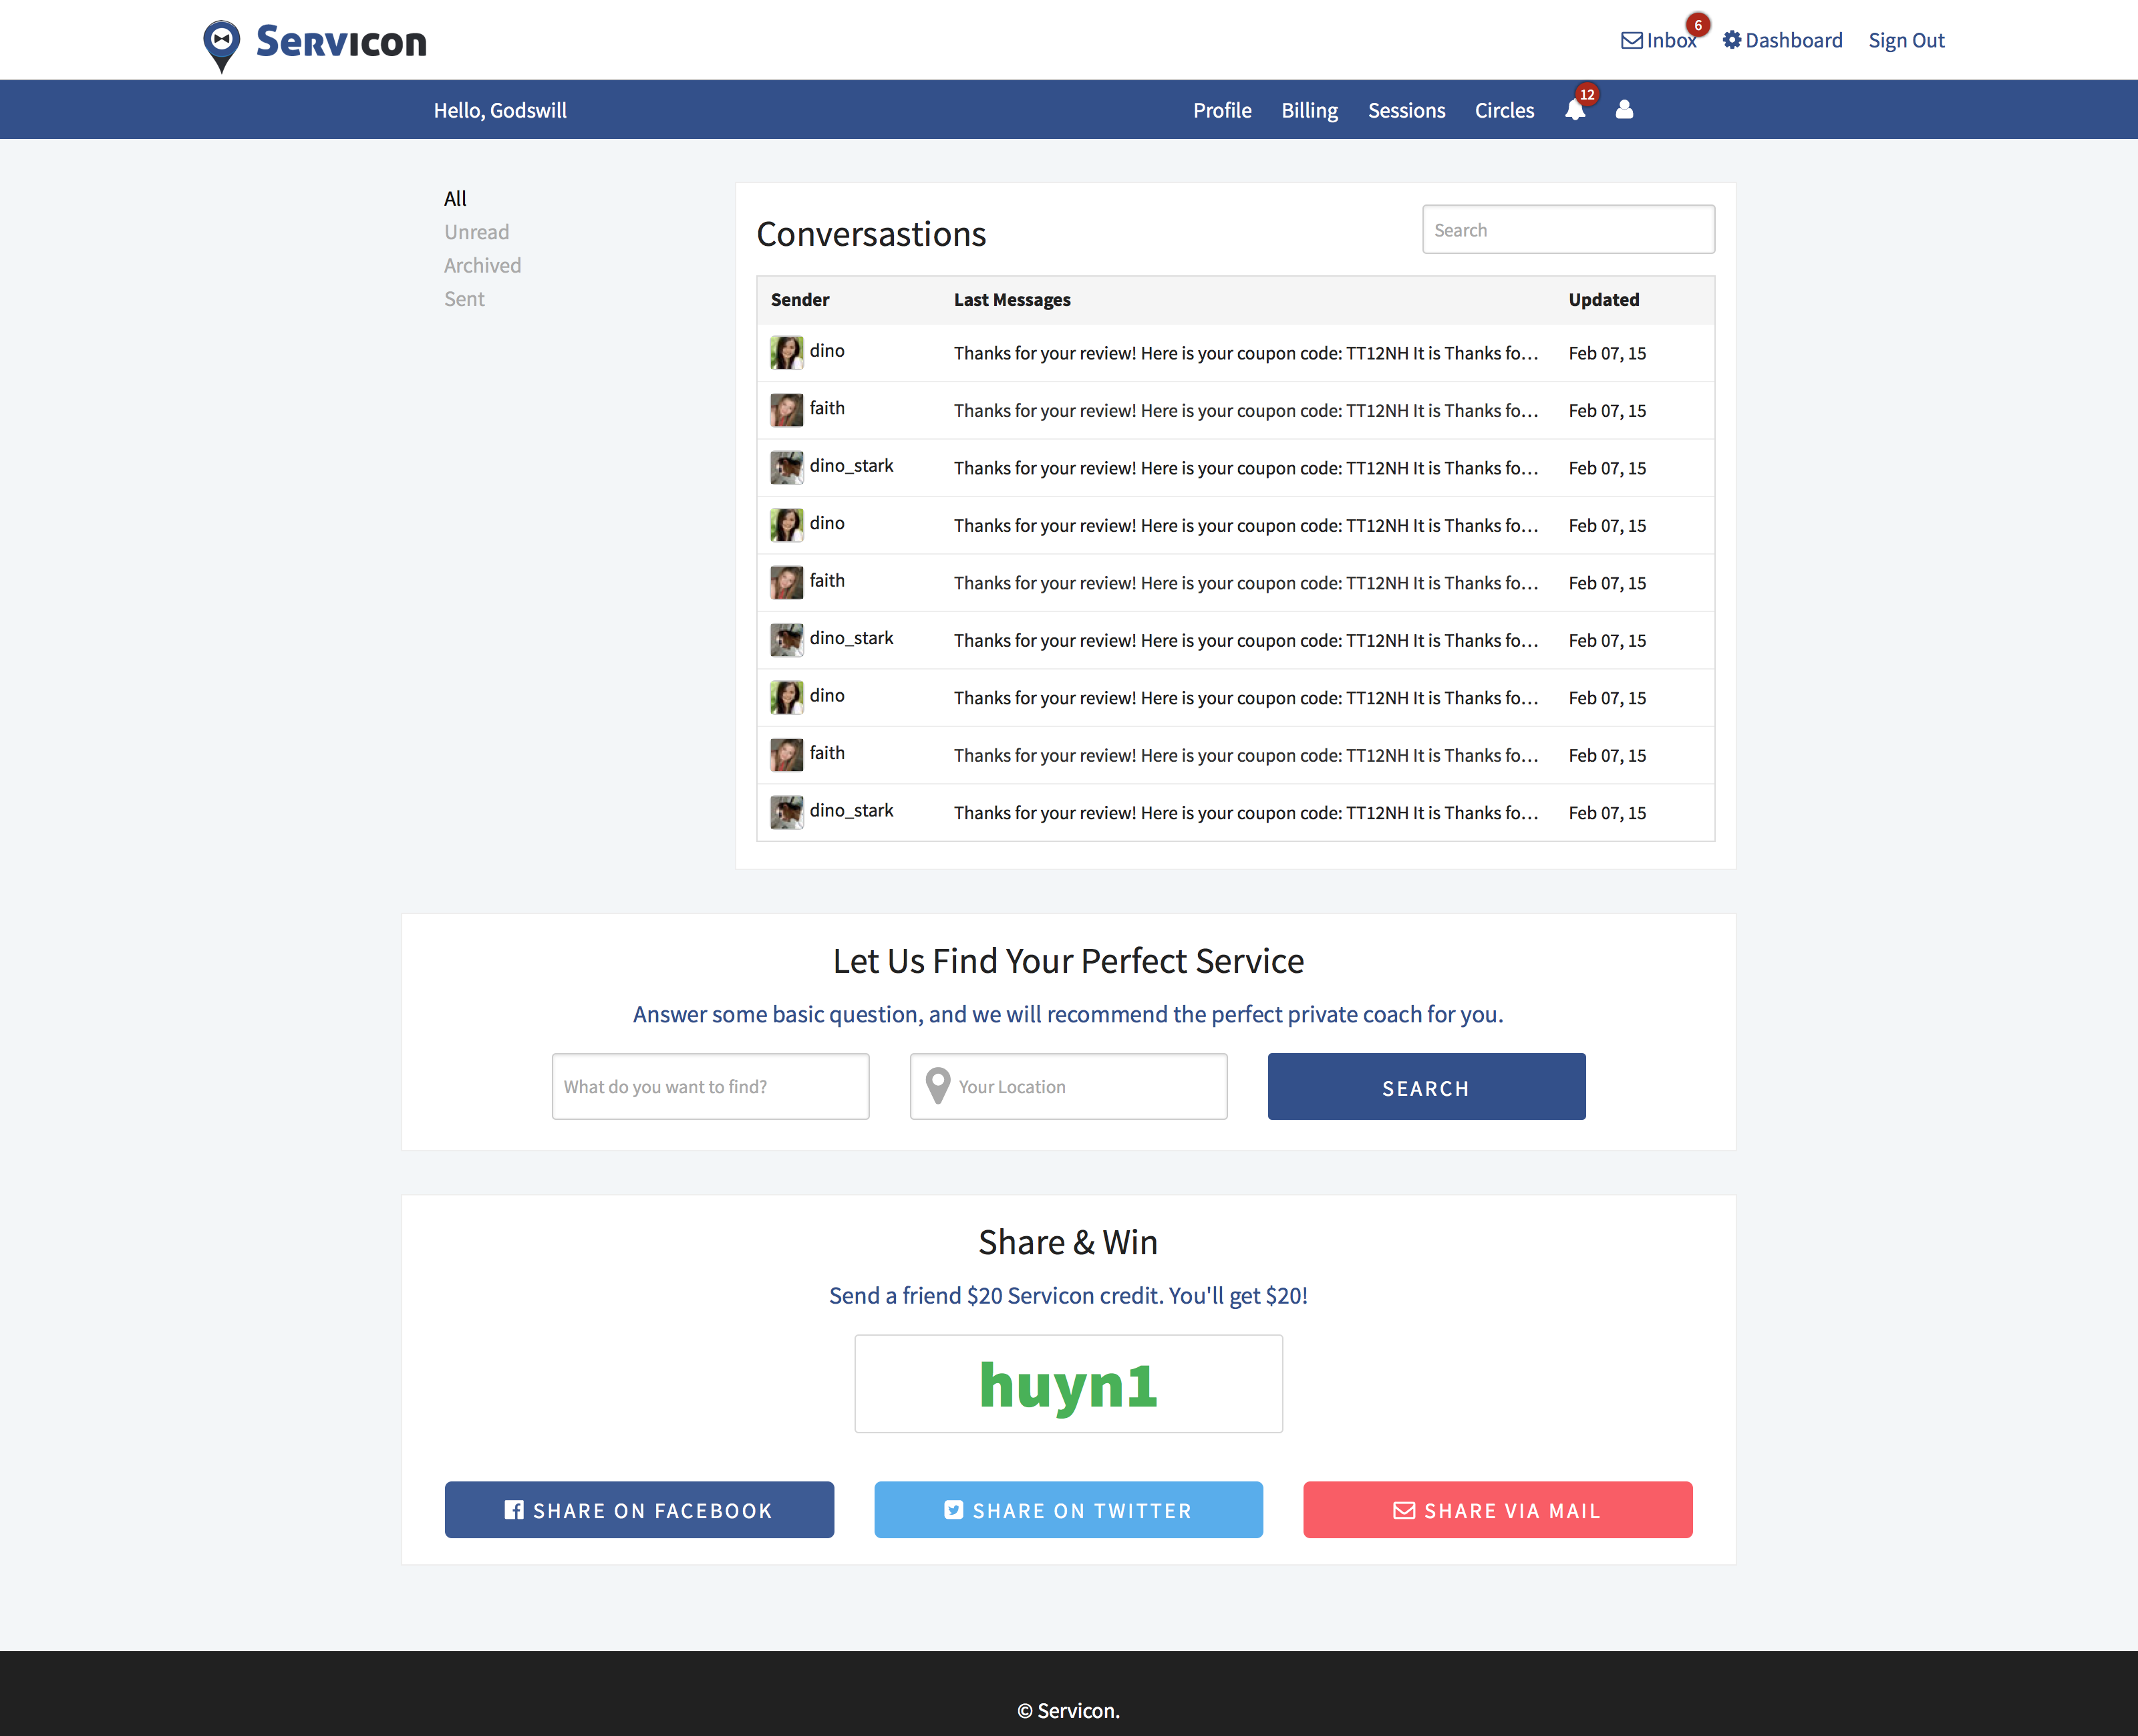 Servicon
Inbox 6 Dashboard Sign Out
Hello, Godswill Profile Billing Sessions Circles 12
All
Unread
Archived
Sent
Conversastions Search
Sender Last Messages Updated
dino Thanks for your review! Here is your coupon code: TT12NH It is Thanks fo... Feb 07, 15
faith Thanks for your review! Here is your coupon code: TT12NH It is Thanks fo... Feb 07, 15
dino_stark Thanks for your review! Here is your coupon code: TT12NH It is Thanks fo... Feb 07, 15
dino Thanks for your review! Here is your coupon code: TT12NH It is Thanks fo... Feb 07, 15
faith Thanks for your review! Here is your coupon code: TT12NH It is Thanks fo... Feb 07, 15
dino_stark Thanks for your review! Here is your coupon code: TT12NH It is Thanks fo... Feb 07, 15
dino Thanks for your review! Here is your coupon code: TT12NH It is Thanks fo... Feb 07, 15
faith Thanks for your review! Here is your coupon code: TT12NH It is Thanks fo... Feb 07, 15
dino_stark Thanks for your review! Here is your coupon code: TT12NH It is Thanks fo... Feb 07, 15
Let Us Find Your Perfect Service
Answer some basic question, and we will recommend the perfect private coach for you.
What do you want to find? Your Location SEARCH
Share & Win
Send a friend $20 Servicon credit. You'll get $20!
huyn1
SHARE ON FACEBOOK SHARE ON TWITTER SHARE VIA MAIL
© Servicon.